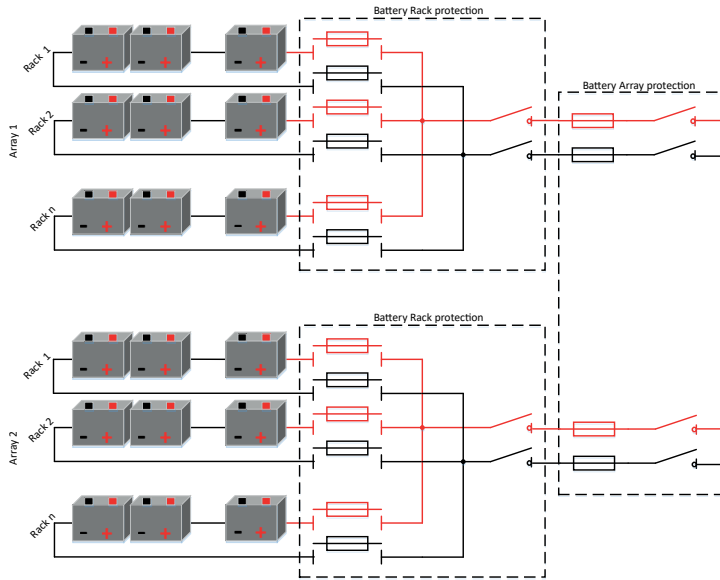 Battery Rack protection
Rack 1
Battery Array protection
Rack 2
Array 1
Rack n
Battery Rack protection
Rack 1
Rack 2
Array 2
Rack n